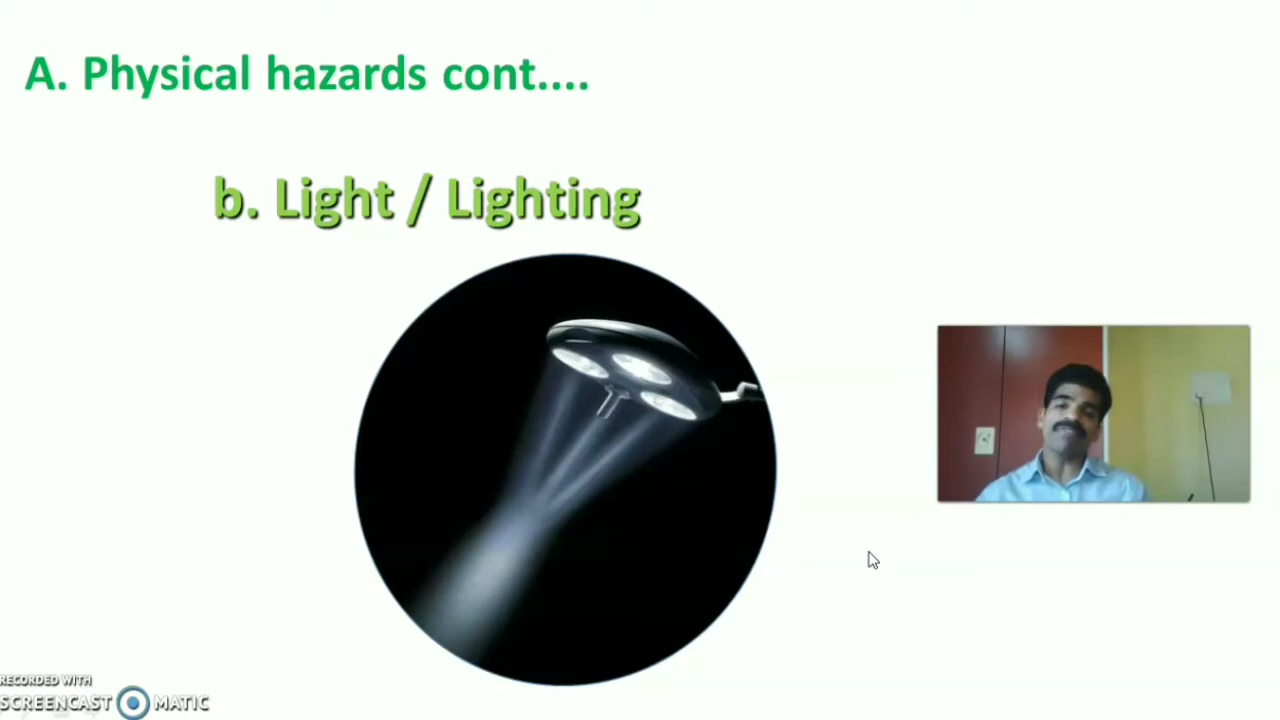 A. Physical hazards cont....
b. Light / Lighting
RECORDED WITH
SCREENCAST MATIC